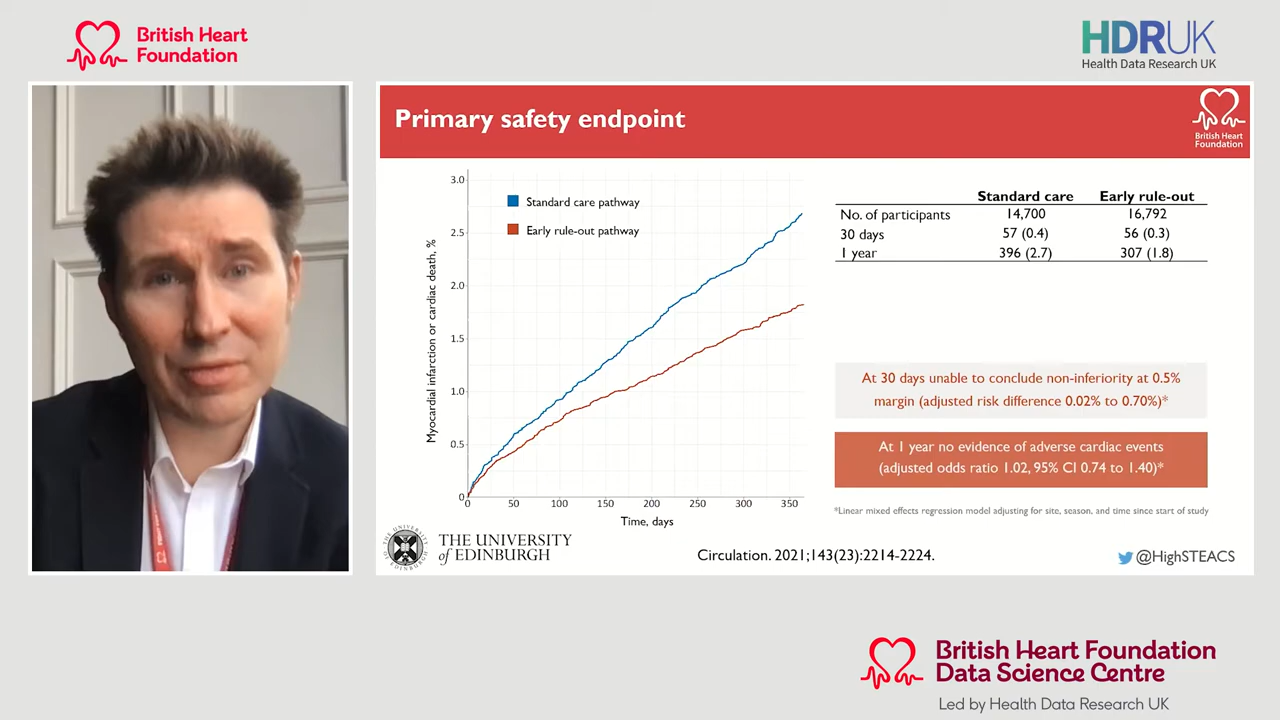 British Heart
Foundation
HDRUK
Health Data Research UK
Primary safety endpoint
British Heart
Foundation
3.0
2.5
2.0
1.5
1.0
0.5
0
Myocardial infarction or cardiac death, %
Standard care pathway
Early rule-out pathway
0
50
100
150
200
250
300
350
Time, days
Standard care Early rule-out
No. of participants 14,700 16,792
30 days 57 (0.4) 56 (0.3)
1 year 396 (2.7) 307 (1.8)
At 30 days unable to conclude non-inferiority at 0.5%
margin (adjusted risk difference 0.02% to 0.70%)*
At 1 year no evidence of adverse cardiac events
(adjusted odds ratio 1.02, 95% CI 0.74 to 1.40)*
*Linear mixed effects regression model adjusting for site, season, and time since start of study
THE UNIVERSITY
of EDINBURGH
Circulation. 2021;143(23):2214-2224.
@HighSTEACS
British Heart Foundation
Data Science Centre
Led by Health Data Research UK